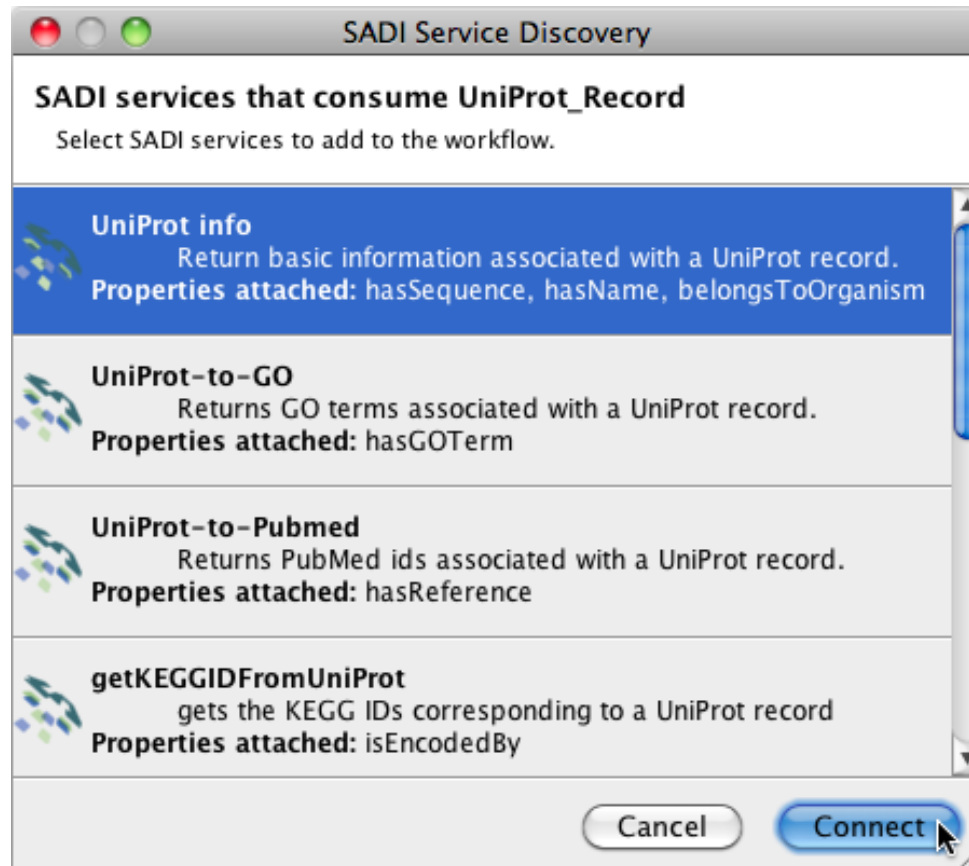 SADI Service Discovery
SADI services that consume UniProt_Record
Select SADI services to add to the workflow.
UniProt info
Return basic information associated with a UniProt record.
Properties attached: hasSequence, hasName, belongsToOrganism
UniProt-to-GO
Returns GO terms associated with a UniProt record.
Properties attached: hasGOTerm
UniProt-to-Pubmed
Returns PubMed ids associated with a UniProt record.
Properties attached: hasReference
getKEGGIDFromUniProt
gets the KEGG IDs corresponding to a UniProt record
Properties attached: isEncodedBy
Cancel Connect